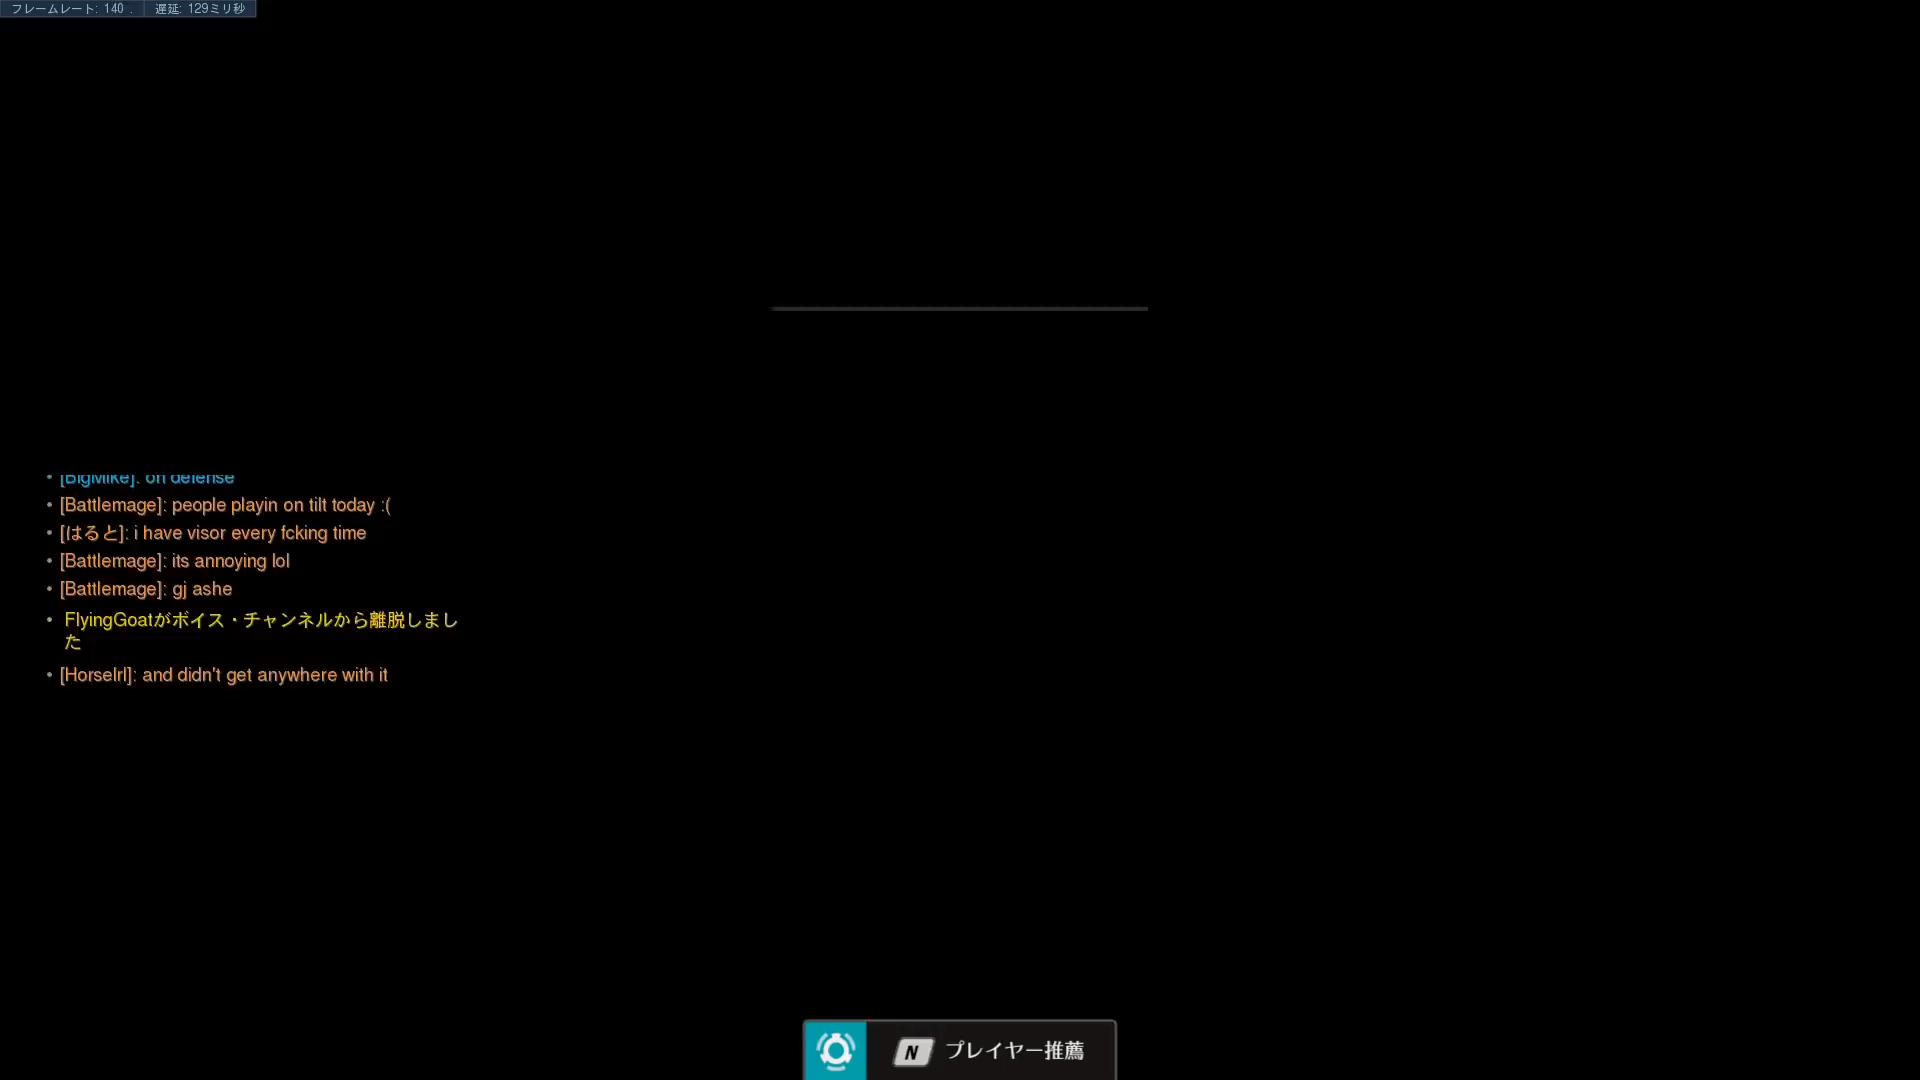 フレームレート: 140 . 遅延: 129ミリ秒
• [BigMike]: on defense
• [Battlemage]: people playin on tilt today :(
• [はると]: i have visor every fcking time
• [Battlemage]: its annoying lol
• [Battlemage]: gj ashe
• FlyingGoatがボイス・チャンネルから離脱しまし
た
• [HorseIrl]: and didn't get anywhere with it
N プレイヤー推薦